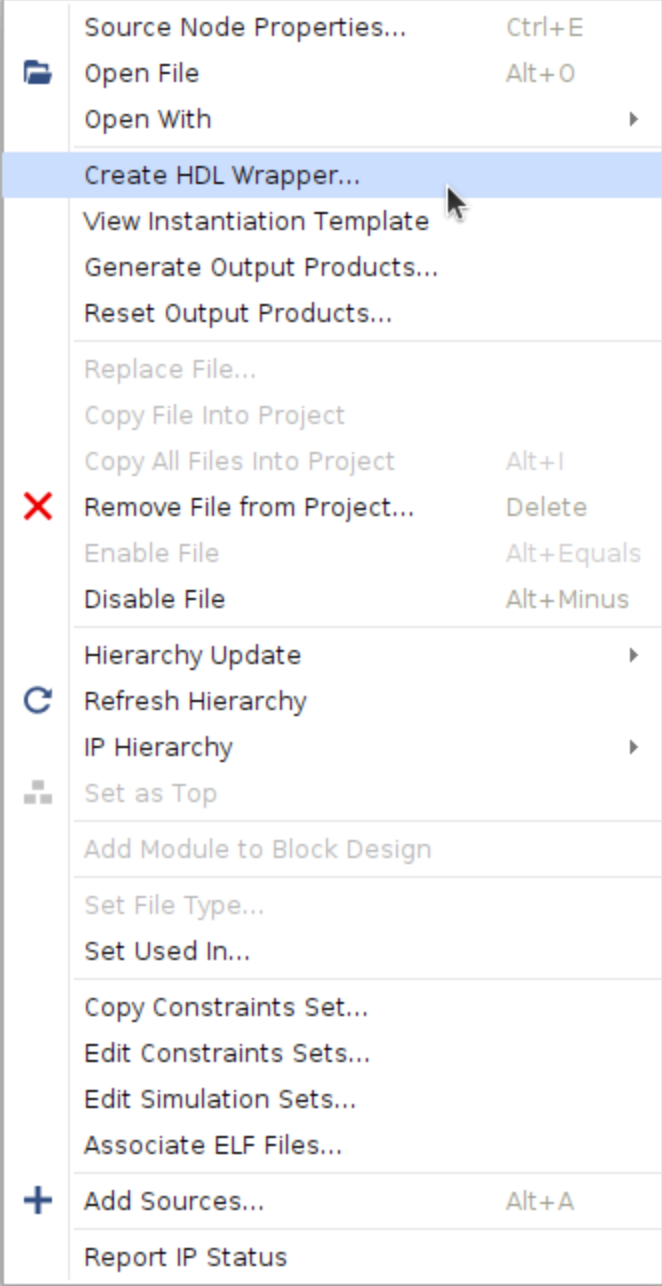 Source Node Properties... Ctrl+E
Open File Alt+O
Open With
Create HDL Wrapper...
View Instantiation Template
Generate Output Products...
Reset Output Products...
Replace File...
Copy File Into Project
Copy All Files Into Project Alt+I
Remove File from Project... Delete
Enable File Alt+Equals
Disable File Alt+Minus
Hierarchy Update
Refresh Hierarchy
IP Hierarchy
Set as Top
Add Module to Block Design
Set File Type...
Set Used In...
Copy Constraints Set...
Edit Constraints Sets...
Edit Simulation Sets...
Associate ELF Files...
Add Sources... Alt+A
Report IP Status